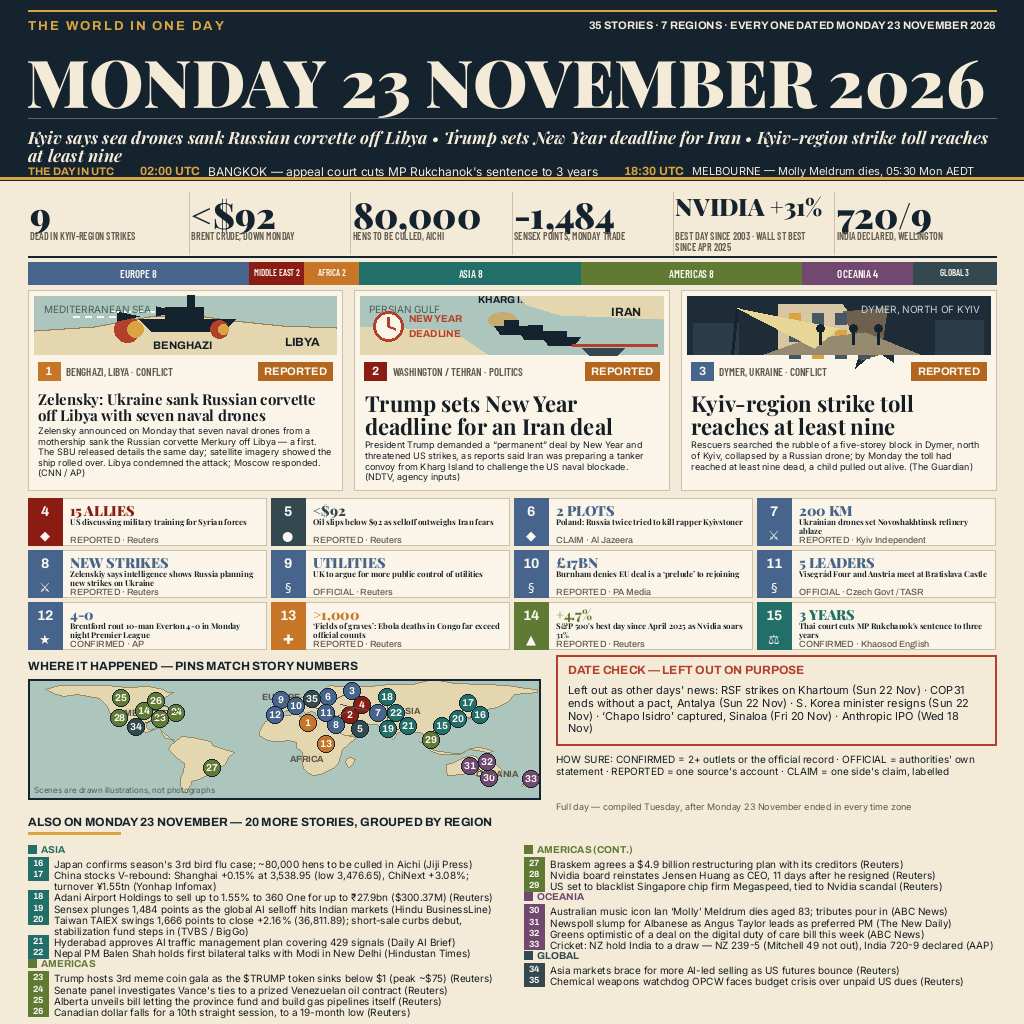 THE WORLD IN ONE DAY
35 STORIES · 7 REGIONS · EVERY ONE DATED MONDAY 23 NOVEMBER 2026
MONDAY 23 NOVEMBER 2026
Kyiv says sea drones sank Russian corvette off Libya • Trump sets New Year deadline for Iran • Kyiv-region strike toll reaches
at least nine
THE DAY IN UTC 02:00 UTC BANGKOK — appeal court cuts MP Rukchanok's sentence to 3 years 18:30 UTC MELBOURNE — Molly Meldrum dies, 05:30 Mon AEDT
9
DEAD IN KYIV-REGION STRIKES
<$92
BRENT CRUDE, DOWN MONDAY
80,000
HENS TO BE CULLED, AICHI
-1,484
SENSEX POINTS, MONDAY TRADE
NVIDIA +31%
BEST DAY SINCE 2003 · WALL ST BEST
SINCE APR 2025
720/9
INDIA DECLARED, WELLINGTON
EUROPE 8
MIDDLE EAST 2
AFRICA 2
ASIA 8
AMERICAS 8
OCEANIA 4
GLOBAL 3
MEDITERRANEAN SEA
BENGHAZI
LIBYA
1 BENGHAZI, LIBYA · CONFLICT REPORTED
Zelensky: Ukraine sank Russian corvette
off Libya with seven naval drones
Zelensky announced on Monday that seven naval drones from a
mothership sank the Russian corvette Merkury off Libya — a first.
The SBU released details the same day; satellite imagery showed the
ship rolled over. Libya condemned the attack; Moscow responded.
(CNN / AP)
PERSIAN GULF
KHARG I.
IRAN
NEW YEAR
DEADLINE
2 WASHINGTON / TEHRAN · POLITICS REPORTED
Trump sets New Year
deadline for an Iran deal
President Trump demanded a “permanent” deal by New Year and
threatened US strikes, as reports said Iran was preparing a tanker
convoy from Kharg Island to challenge the US naval blockade.
(NDTV, agency inputs)
DYMER, NORTH OF KYIV
3 DYMER, UKRAINE · CONFLICT REPORTED
Kyiv-region strike toll
reaches at least nine
Rescuers searched the rubble of a five-storey block in Dymer, north
of Kyiv, collapsed by a Russian drone; by Monday the toll had
reached at least nine dead, a child pulled out alive. (The Guardian)
4 15 ALLIES
US discussing military training for Syrian forces
REPORTED · Reuters
5 <$92
Oil slips below $92 as selloff outweighs Iran fears
REPORTED · Reuters
6 2 PLOTS
Poland: Russia twice tried to kill rapper Kyivstoner
CLAIM · Al Jazeera
7 200 KM
Ukrainian drones set Novoshakhtinsk refinery
ablaze
REPORTED · Kyiv Independent
8 NEW STRIKES
Zelenskiy says intelligence shows Russia planning
new strikes on Ukraine
REPORTED · Reuters
9 UTILITIES
UK to argue for more public control of utilities
OFFICIAL · Reuters
10 £17BN
Burnham denies EU deal is a ‘prelude’ to rejoining
REPORTED · Reuters
11 5 LEADERS
Visegrád Four and Austria meet at Bratislava Castle
OFFICIAL · Czech Govt / TASR
12 4-0
Brentford rout 10-man Everton 4-0 in Monday
night Premier League
CONFIRMED · AP
13 >1,000
‘Fields of graves’: Ebola deaths in Congo far exceed
official counts
REPORTED · Reuters
14 +4.7%
S&P 500's best day since April 2025 as Nvidia soars
31%
REPORTED · Reuters
15 3 YEARS
Thai court cuts MP Rukchanok's sentence to three
years
CONFIRMED · Khaosod English
WHERE IT HAPPENED — PINS MATCH STORY NUMBERS
25
26
28
14
23
24
34
27
9
10
35
6
3
12
11
4
1
8
2
7
5
13
18
22
19
21
15
20
17
16
29
31
32
30
33
AFRICA
Scenes are drawn illustrations, not photographs
DATE CHECK — LEFT OUT ON PURPOSE
Left out as other days' news: RSF strikes on Khartoum (Sun 22 Nov) · COP31
ends without a pact, Antalya (Sun 22 Nov) · S. Korea minister resigns (Sun 22
Nov) · ‘Chapo Isidro’ captured, Sinaloa (Fri 20 Nov) · Anthropic IPO (Wed 18
Nov)
HOW SURE: CONFIRMED = 2+ outlets or the official record · OFFICIAL = authorities' own
statement · REPORTED = one source's account · CLAIM = one side's claim, labelled
Full day — compiled Tuesday, after Monday 23 November ended in every time zone
ALSO ON MONDAY 23 NOVEMBER — 20 MORE STORIES, GROUPED BY REGION
ASIA
16 Japan confirms season's 3rd bird flu case; ~80,000 hens to be culled in Aichi (Jiji Press)
17 China stocks V-rebound: Shanghai +0.15% at 3,538.95 (low 3,476.65), ChiNext +3.08%;
turnover ¥1.55tn (Yonhap Infomax)
18 Adani Airport Holdings to sell up to 1.55% to 360 One for up to ₹27.9bn ($300.37M) (Reuters)
19 Sensex plunges 1,484 points as the global AI selloff hits Indian markets (Hindu BusinessLine)
20 Taiwan TAEX swings 1,666 points to close +2.16% (36,811.89); short-sale curbs debut,
stabilization fund steps in (TVBS / BigGo)
21 Hyderabad approves AI traffic management plan covering 429 signals (Daily AI Brief)
22 Nepal PM Balen Shah holds first bilateral talks with Modi in New Delhi (Hindustan Times)
AMERICAS
23 Trump hosts 3rd meme coin gala as the $TRUMP token sinks below $1 (peak ~$75) (Reuters)
24 Senate panel investigates Vance's ties to a prized Venezuelan oil contract (Reuters)
25 Alberta unveils bill letting the province fund and build gas pipelines itself (Reuters)
26 Canadian dollar falls for a 10th straight session, to a 19-month low (Reuters)
AMERICAS (CONT.)
27 Braskem agrees a $4.9 billion restructuring plan with its creditors (Reuters)
28 Nvidia board reinstates Jensen Huang as CEO, 11 days after he resigned (Reuters)
29 US set to blacklist Singapore chip firm Megaspeed, tied to Nvidia scandal (Reuters)
OCEANIA
30 Australian music icon Ian ‘Molly’ Meldrum dies aged 83; tributes pour in (ABC News)
31 Newspoll slump for Albanese as Angus Taylor leads as preferred PM (The New Daily)
32 Greens optimistic of a deal on the digital duty of care bill this week (ABC News)
33 Cricket: NZ hold India to a draw — NZ 239-5 (Mitchell 49 not out), India 720-9 declared (AAP)
GLOBAL
34 Asia markets brace for more AI-led selling as US futures bounce (Reuters)
35 Chemical weapons watchdog OPCW faces budget crisis over unpaid US dues (Reuters)